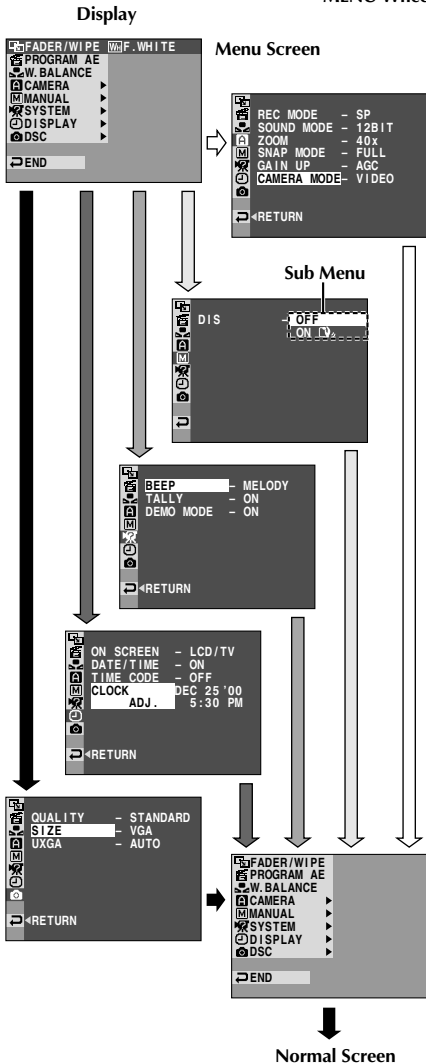 MENU Wheel
Display
Menu Screen
FADER/WIPE Wh F.WHITE
PROGRAM AE
W.BALANCE
A CAMERA ►
M MANUAL ►
SYSTEM ►
DISPLAY ►
DSC ►
END
REC MODE – SP
SOUND MODE – 12BIT
ZOOM – 40x
SNAP MODE – FULL
GAIN UP – AGC
CAMERA MODE – VIDEO
◄RETURN
Sub Menu
DIS – OFF
ON
BEEP – MELODY
TALLY – ON
DEMO MODE – ON
◄RETURN
ON SCREEN – LCD/TV
DATE/TIME – ON
TIME CODE – OFF
CLOCK DEC 25 '00
ADJ. 5:30 PM
◄RETURN
QUALITY – STANDARD
SIZE – VGA
UXGA – AUTO
◄RETURN
FADER/WIPE
PROGRAM AE
W.BALANCE
A CAMERA ►
M MANUAL ►
SYSTEM ►
DISPLAY ►
DSC ►
END
Normal Screen